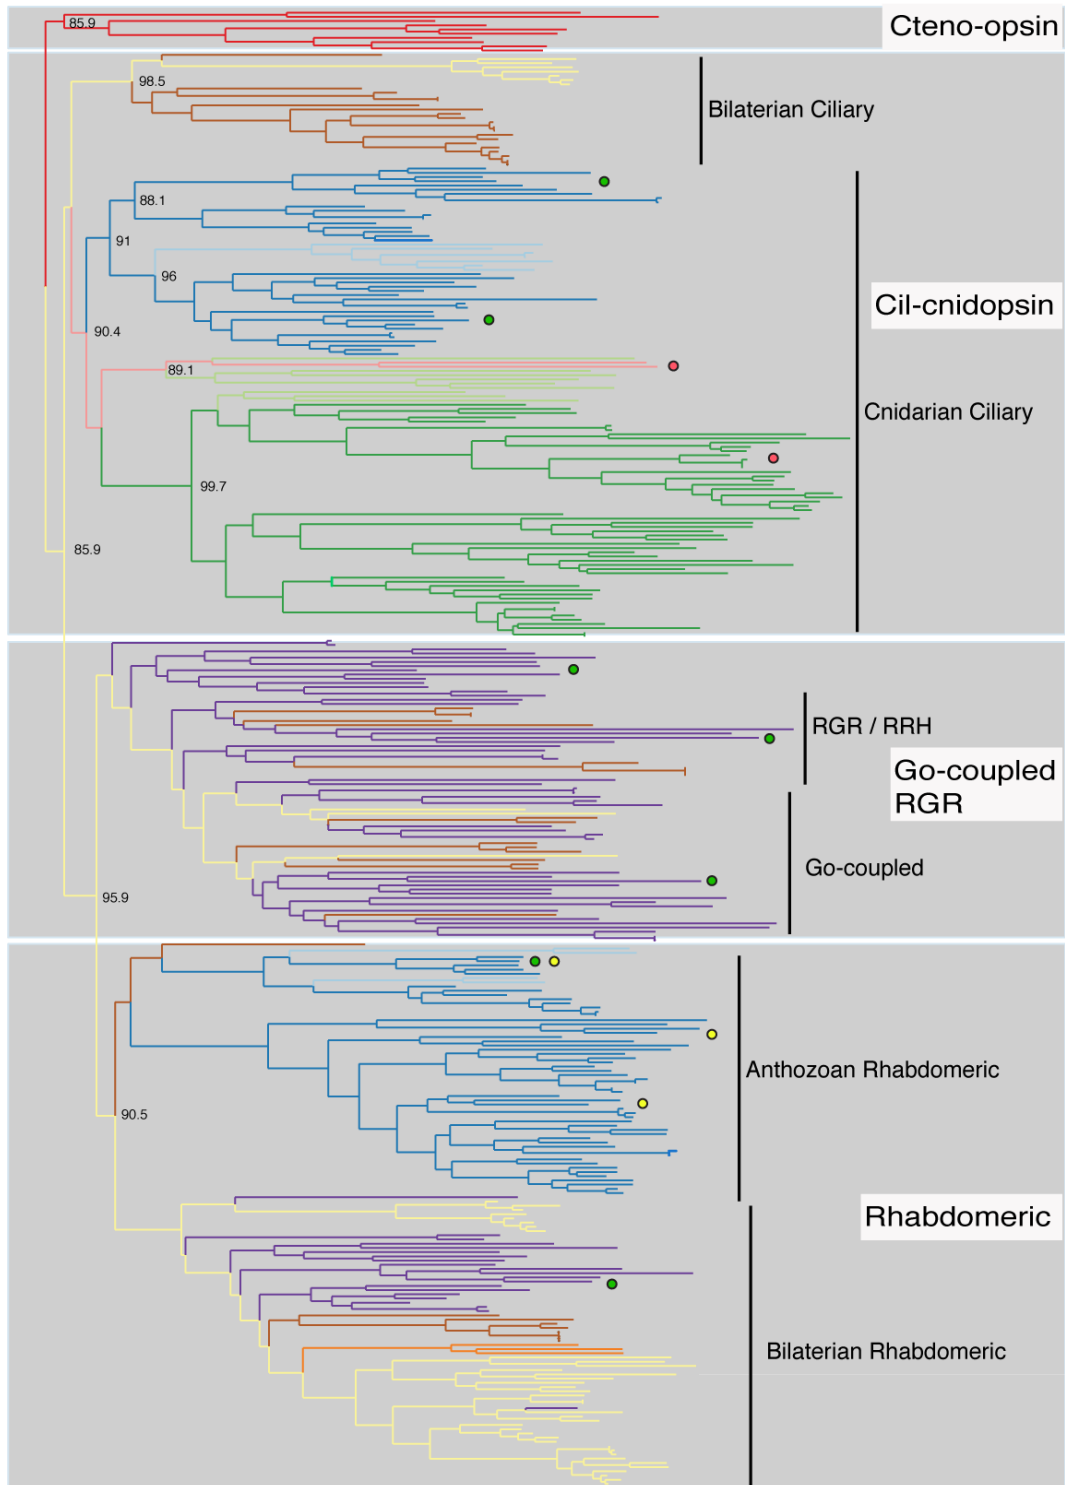 85.9
Cteno-opsin
98.5
Bilaterian Ciliary
88.1
91
96
Cil-cnidopsin
90.4
89.1
Cnidarian Ciliary
99.7
85.9
RGR / RRH
Go-coupled
RGR
Go-coupled
95.9
Anthozoan Rhabdomeric
90.5
Rhabdomeric
Bilaterian Rhabdomeric